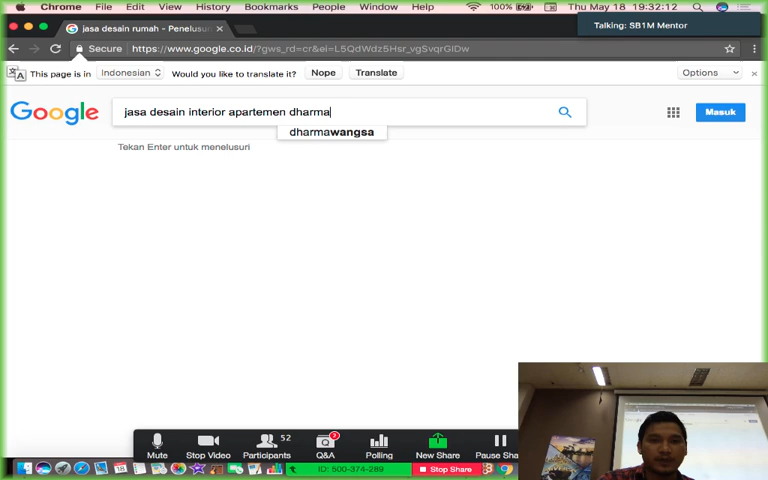 Chrome File Edit View History Bookmarks People Window Help 100% Thu May 18 19:32:12
Talking: SB1M Mentor
jasa desain rumah - Penelusur
Secure https://www.google.co.id/?gws_rd=cr&ei=L5QdWdz5Hsr_vgSvqrGIDw
This page is in Indonesian Would you like to translate it? Nope Translate Options
Google jasa desain interior apartemen dharma Masuk
dharmawangsa
Tekan Enter untuk menelusuri
52 2
Mute Stop Video Participants Q&A Polling New Share Pause Sha
18 ID: 500-374-289 Stop Share